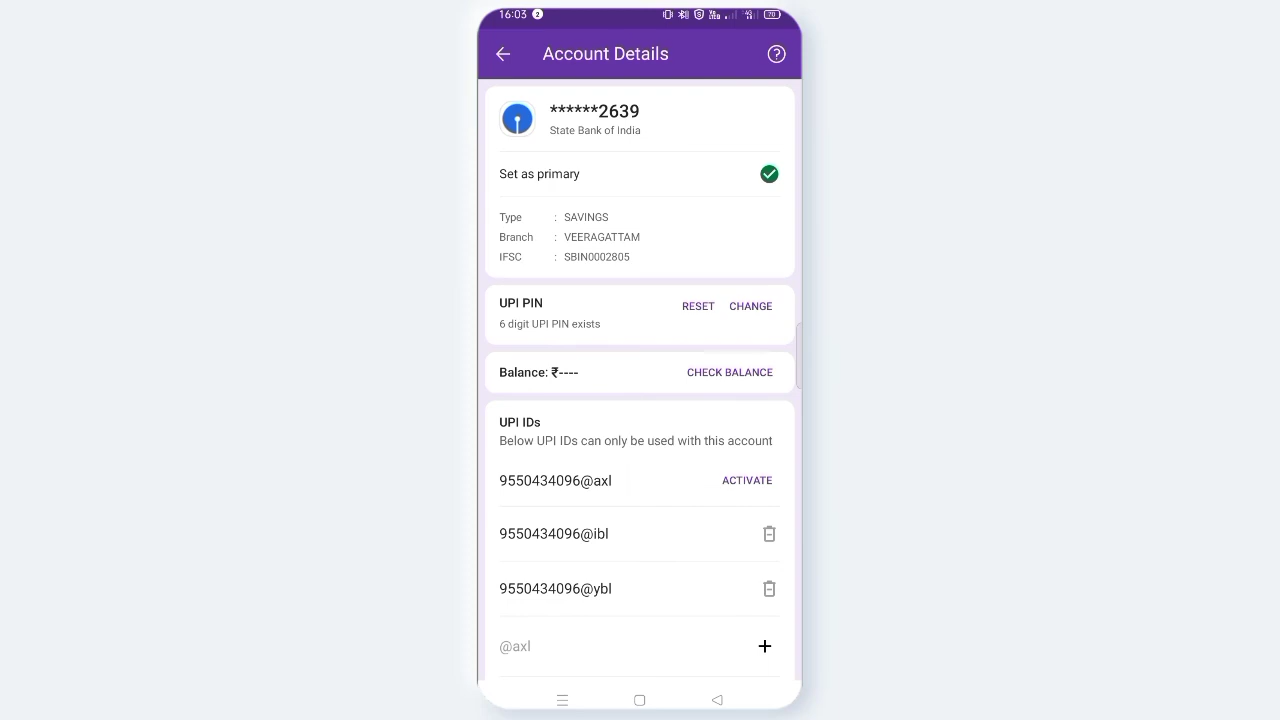 16:03 2 70
Account Details
******2639
State Bank of India
Set as primary
Type : SAVINGS
Branch : VEERAGATTAM
IFSC : SBIN0002805
UPI PIN RESET CHANGE
6 digit UPI PIN exists
Balance: ₹---- CHECK BALANCE
UPI IDs
Below UPI IDs can only be used with this account
9550434096@axl ACTIVATE
9550434096@ibl
9550434096@ybl
@axl